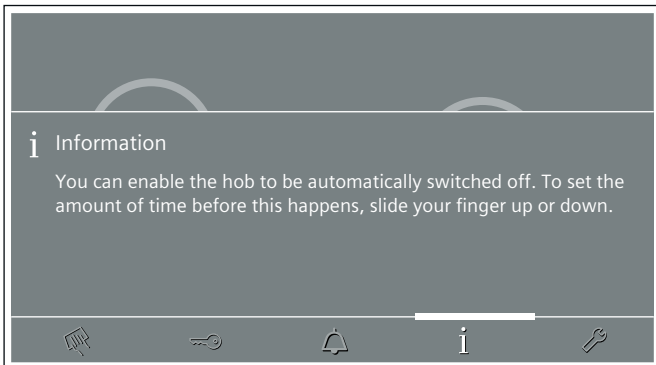 i Information
You can enable the hob to be automatically switched off. To set the
amount of time before this happens, slide your finger up or down.
i